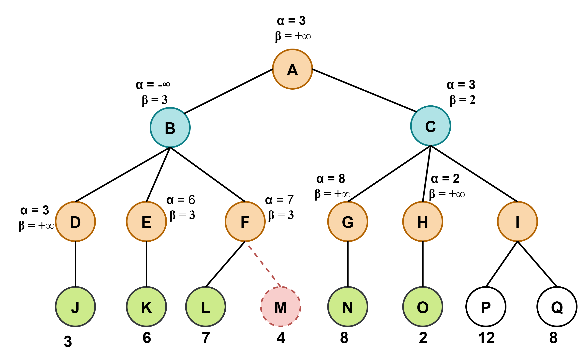 α = 3
β = +∞
A
α = -∞
β = 3
α = 3
β = 2
B
C
α = 6
β = 3
α = 7
β = 3
α = 8
β = +∞
α = 2
β = +∞
α = 3
β = +∞
D
E
F
G
H
I
J
K
L
M
N
O
P
Q
3
6
7
4
8
2
12
8